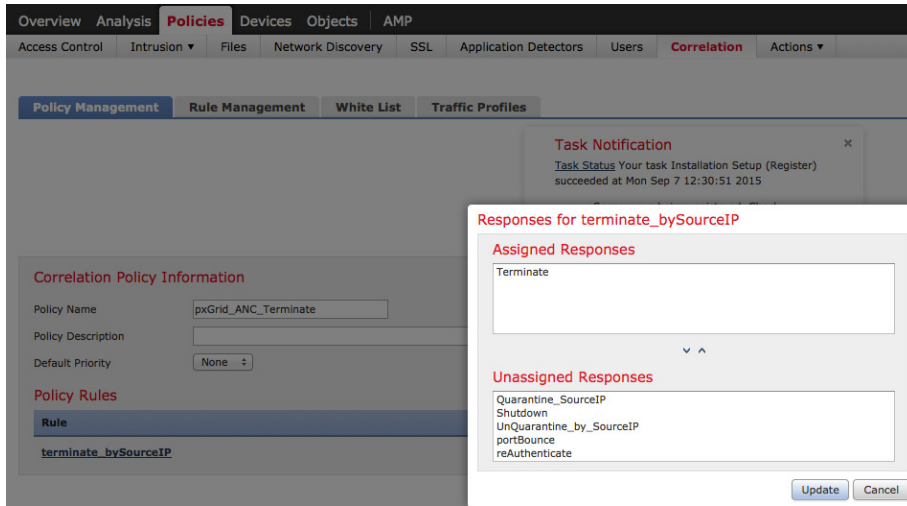 Overview Analysis Policies Devices Objects AMP
Access Control Intrusion ▼ Files Network Discovery SSL Application Detectors Users Correlation Actions ▼
Policy Management Rule Management White List Traffic Profiles
Task Notification
Task Status Your task Installation Setup (Register)
succeeded at Mon Sep 7 12:30:51 2015
Responses for terminate_bySourceIP
Assigned Responses
Terminate
Unassigned Responses
Quarantine_SourceIP
Shutdown
UnQuarantine_by_SourceIP
portBounce
reAuthenticate
Update Cancel
Correlation Policy Information
Policy Name pxGrid_ANC_Terminate
Policy Description
Default Priority None
Policy Rules
Rule
terminate_bySourceIP